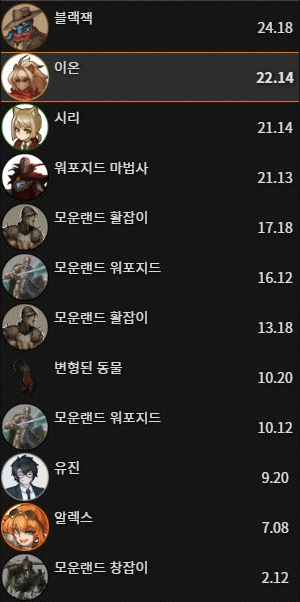 블랙잭
24.18
이온
22.14
시리
21.14
워포지드 마법사
21.13
모운랜드 활잡이
17.18
모운랜드 워포지드
16.12
모운랜드 활잡이
13.18
변형된 동물
10.20
모운랜드 워포지드
10.12
유진
9.20
알렉스
7.08
모운랜드 창잡이
2.12